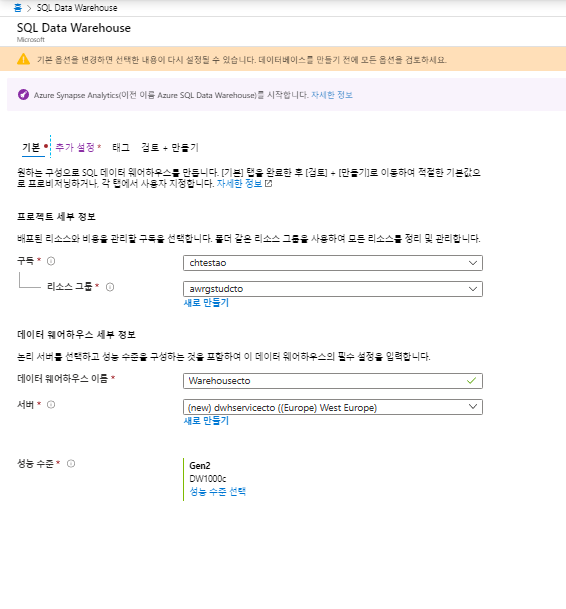 홈 > SQL Data Warehouse
SQL Data Warehouse
Microsoft
기본 옵션을 변경하면 선택한 내용이 다시 설정될 수 있습니다. 데이터베이스를 만들기 전에 모든 옵션을 검토하세요.
Azure Synapse Analytics(이전 이름 Azure SQL Data Warehouse)를 시작합니다. 자세한 정보
기본 * 추가 설정 * 태그 검토 + 만들기
원하는 구성으로 SQL 데이터 웨어하우스를 만듭니다. [기본] 탭을 완료한 후 [검토] + [만들기]로 이동하여 적절한 기본값으
로 프로비저닝하거나, 각 탭에서 사용자 지정합니다. 자세한 정보
프로젝트 세부 정보
배포된 리소스와 비용을 관리할 구독을 선택합니다. 폴더 같은 리소스 그룹을 사용하여 모든 리소스를 정리 및 관리합니다.
구독 * chtestao
리소스 그룹 * awrgstudcto
새로 만들기
데이터 웨어하우스 세부 정보
논리 서버를 선택하고 성능 수준을 구성하는 것을 포함하여 이 데이터 웨어하우스의 필수 설정을 입력합니다.
데이터 웨어하우스 이름 * Warehousecto
서버 * (new) dwhservicecto ((Europe) West Europe)
새로 만들기
성능 수준 * Gen2
DW1000c
성능 수준 선택